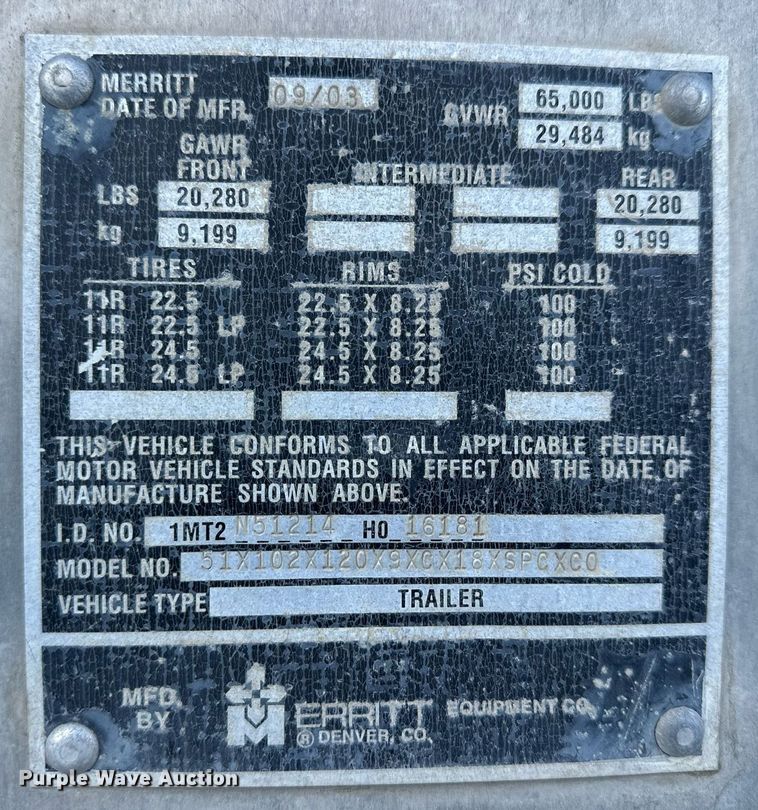 MERRITT
DATE OF MFR. 09/03 GVWR 65,000 LBS
29,484 kg
GAWR
FRONT INTERMEDIATE REAR
LBS 20,280 20,280
kg 9,199 9,199
TIRES RIMS PSI COLD
11R 22.5 22.5 X 8.25 100
11R 22.5 LP 22.5 X 8.25 100
11R 24.5 24.5 X 8.25 100
11R 24.5 LP 24.5 X 8.25 100
THIS VEHICLE CONFORMS TO ALL APPLICABLE FEDERAL
MOTOR VEHICLE STANDARDS IN EFFECT ON THE DATE OF
MANUFACTURE SHOWN ABOVE.
I.D. NO. 1MT2 N51214 H0 16181
MODEL NO. 51X102X120X9XCX18XSPCXCO
VEHICLE TYPE TRAILER
MFD. BY MERRITT EQUIPMENT CO.
® DENVER, CO.
Purple Wave Auction